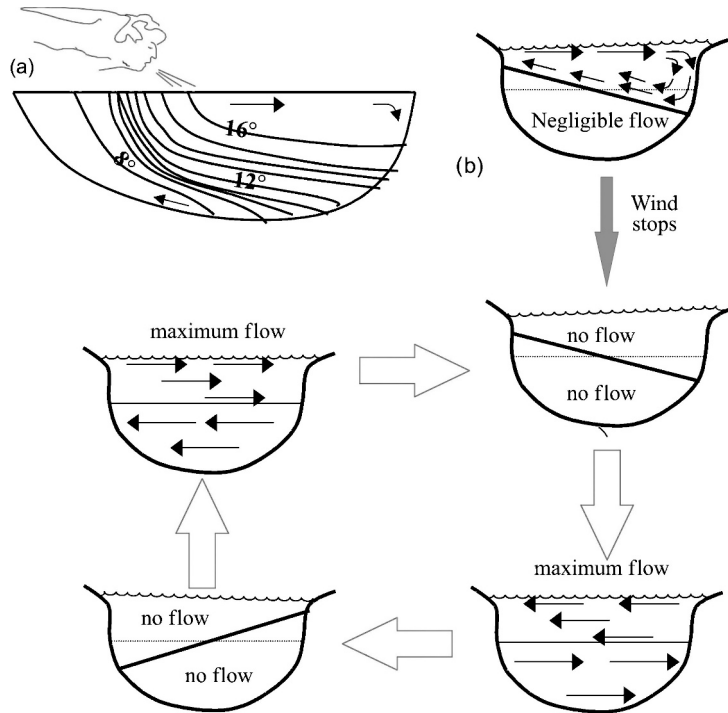 (a)
16°
8°
12°
Negligible flow
(b)
Wind
stops
no flow
no flow
maximum flow
maximum flow
no flow
no flow